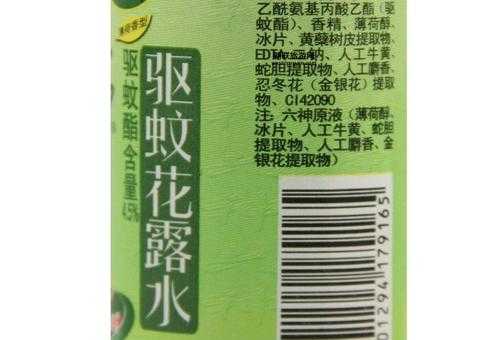 薄荷香型
驱蚊酯含量
4.5%
驱蚊花露水
乙酰氨基丙酸乙酯（驱
蚊酯）、香精、薄荷醇、
冰片、黄蘖树皮提取物、
EDTA二钠、人工牛黄、
蛇胆提取物、人工麝香、
忍冬花（金银花）提取
物、CI42090
注：六神原液（薄荷醇、
冰片、人工牛黄、蛇胆
提取物、人工麝香、金
银花提取物）
01294179165